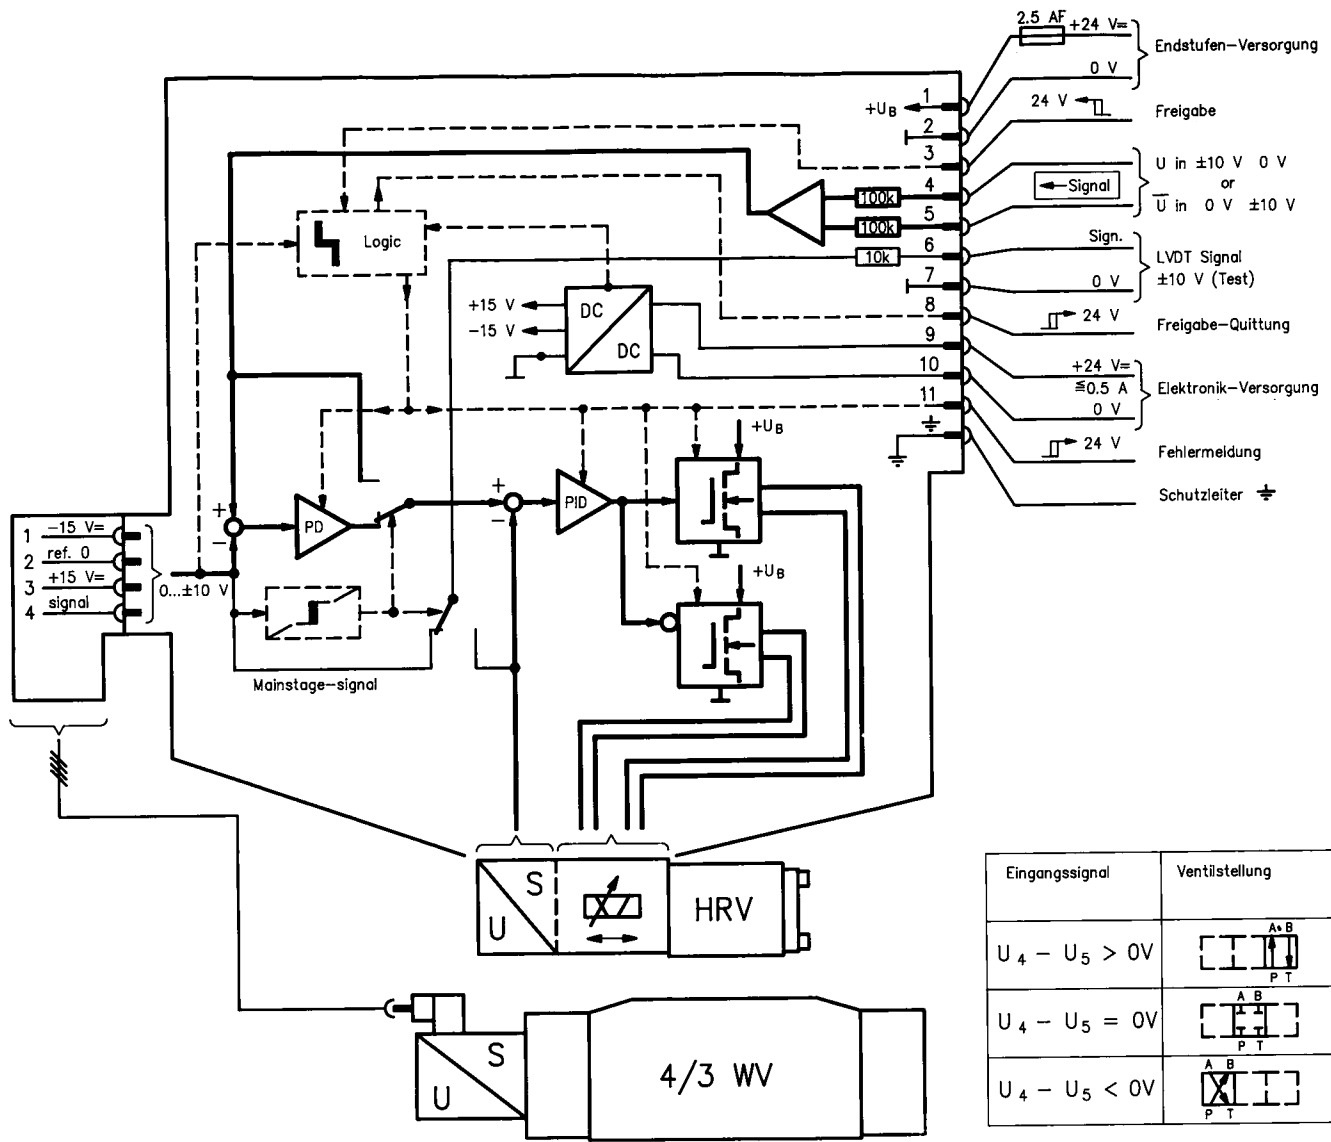 2.5 AF
+24 V=
Endstufen-Versorgung
0 V
1
+UB
2
24 V
Freigabe
3
4
100k
U in ±10 V 0 V
Signal
or
5
100k
U̅ in 0 V ±10 V
6
10k
Sign.
LVDT Signal
±10 V (Test)
7
0 V
8
24 V
Freigabe-Quittung
Logic
+15 V
-15 V
DC
DC
9
+24 V=
≦0.5 A
Elektronik-Versorgung
10
0 V
11
24 V
Fehlermeldung
Schutzleiter
+UB
+
-
PD
+
-
PID
+UB
1 -15 V=
2 ref. 0
3 +15 V=
4 signal
0...±10 V
Mainstage-signal
S
U
HRV
S
U
4/3 WV
Eingangssignal Ventilstellung
U4 - U5 > 0V
A B
P T
U4 - U5 = 0V
A B
P T
U4 - U5 < 0V
A B
P T